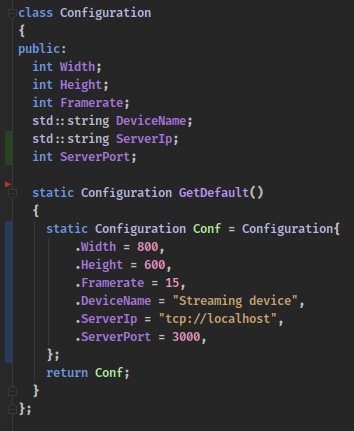 class Configuration
{
public:
  int Width;
  int Height;
  int Framerate;
  std::string DeviceName;
  std::string ServerIp;
  int ServerPort;

  static Configuration GetDefault()
  {
    static Configuration Conf = Configuration{
        .Width = 800,
        .Height = 600,
        .Framerate = 15,
        .DeviceName = "Streaming device",
        .ServerIp = "tcp://localhost",
        .ServerPort = 3000,
    };
    return Conf;
  }
};